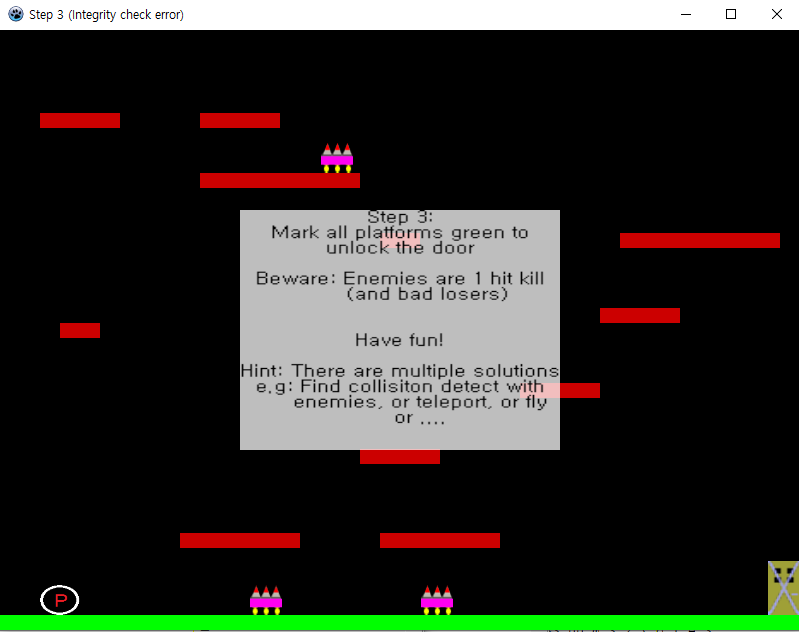 Step 3 (Integrity check error)
Step 3:
Mark all platforms green to
unlock the door
Beware: Enemies are 1 hit kill
(and bad losers)
Have fun!
Hint: There are multiple solutions
e.g: Find collisiton detect with
enemies, or teleport, or fly
or ....
P